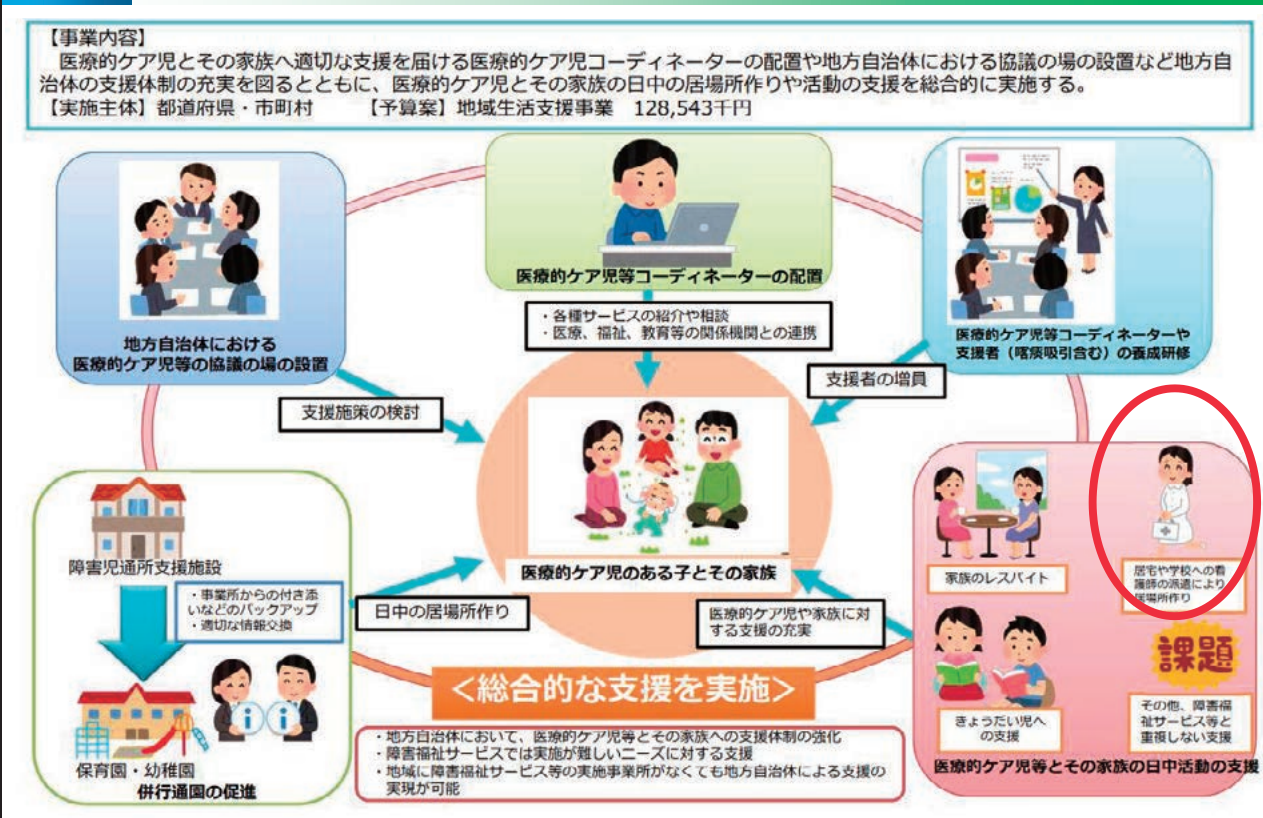 【事業内容】
医療的ケア児とその家族へ適切な支援を届ける医療的ケア児コーディネーターの配置や地方自治体における協議の場の設置など地方自
治体の支援体制の充実を図るとともに、医療的ケア児とその家族の日中の居場所作りや活動の支援を総合的に実施する。
【実施主体】都道府県・市町村　【予算案】地域生活支援事業　128,543千円
地方自治体における
医療的ケア児等の協議の場の設置
医療的ケア児等コーディネーターの配置
医療的ケア児等コーディネーターや
支援者（喀痰吸引含む）の養成研修
・各種サービスの紹介や相談
・医療、福祉、教育等の関係機関との連携
支援施策の検討
支援者の増員
医療的ケア児のある子とその家族
障害児通所支援施設
・事業所からの付き添
いなどのバックアップ
・適切な情報交換
日中の居場所作り
保育園・幼稚園
併行通園の促進
医療的ケア児や家族に対
する支援の充実
家族のレスパイト
居宅や学校への看
護師の派遣により
居場所作り
きょうだい児へ
の支援
課題
その他、障害福
祉サービス等と
重視しない支援
医療的ケア児等とその家族の日中活動の支援
＜総合的な支援を実施＞
・地方自治体において、医療的ケア児等とその家族への支援体制の強化
・障害福祉サービスでは実施が難しいニーズに対する支援
・地域に障害福祉サービス等の実施事業所がなくても地方自治体による支援の
実現が可能